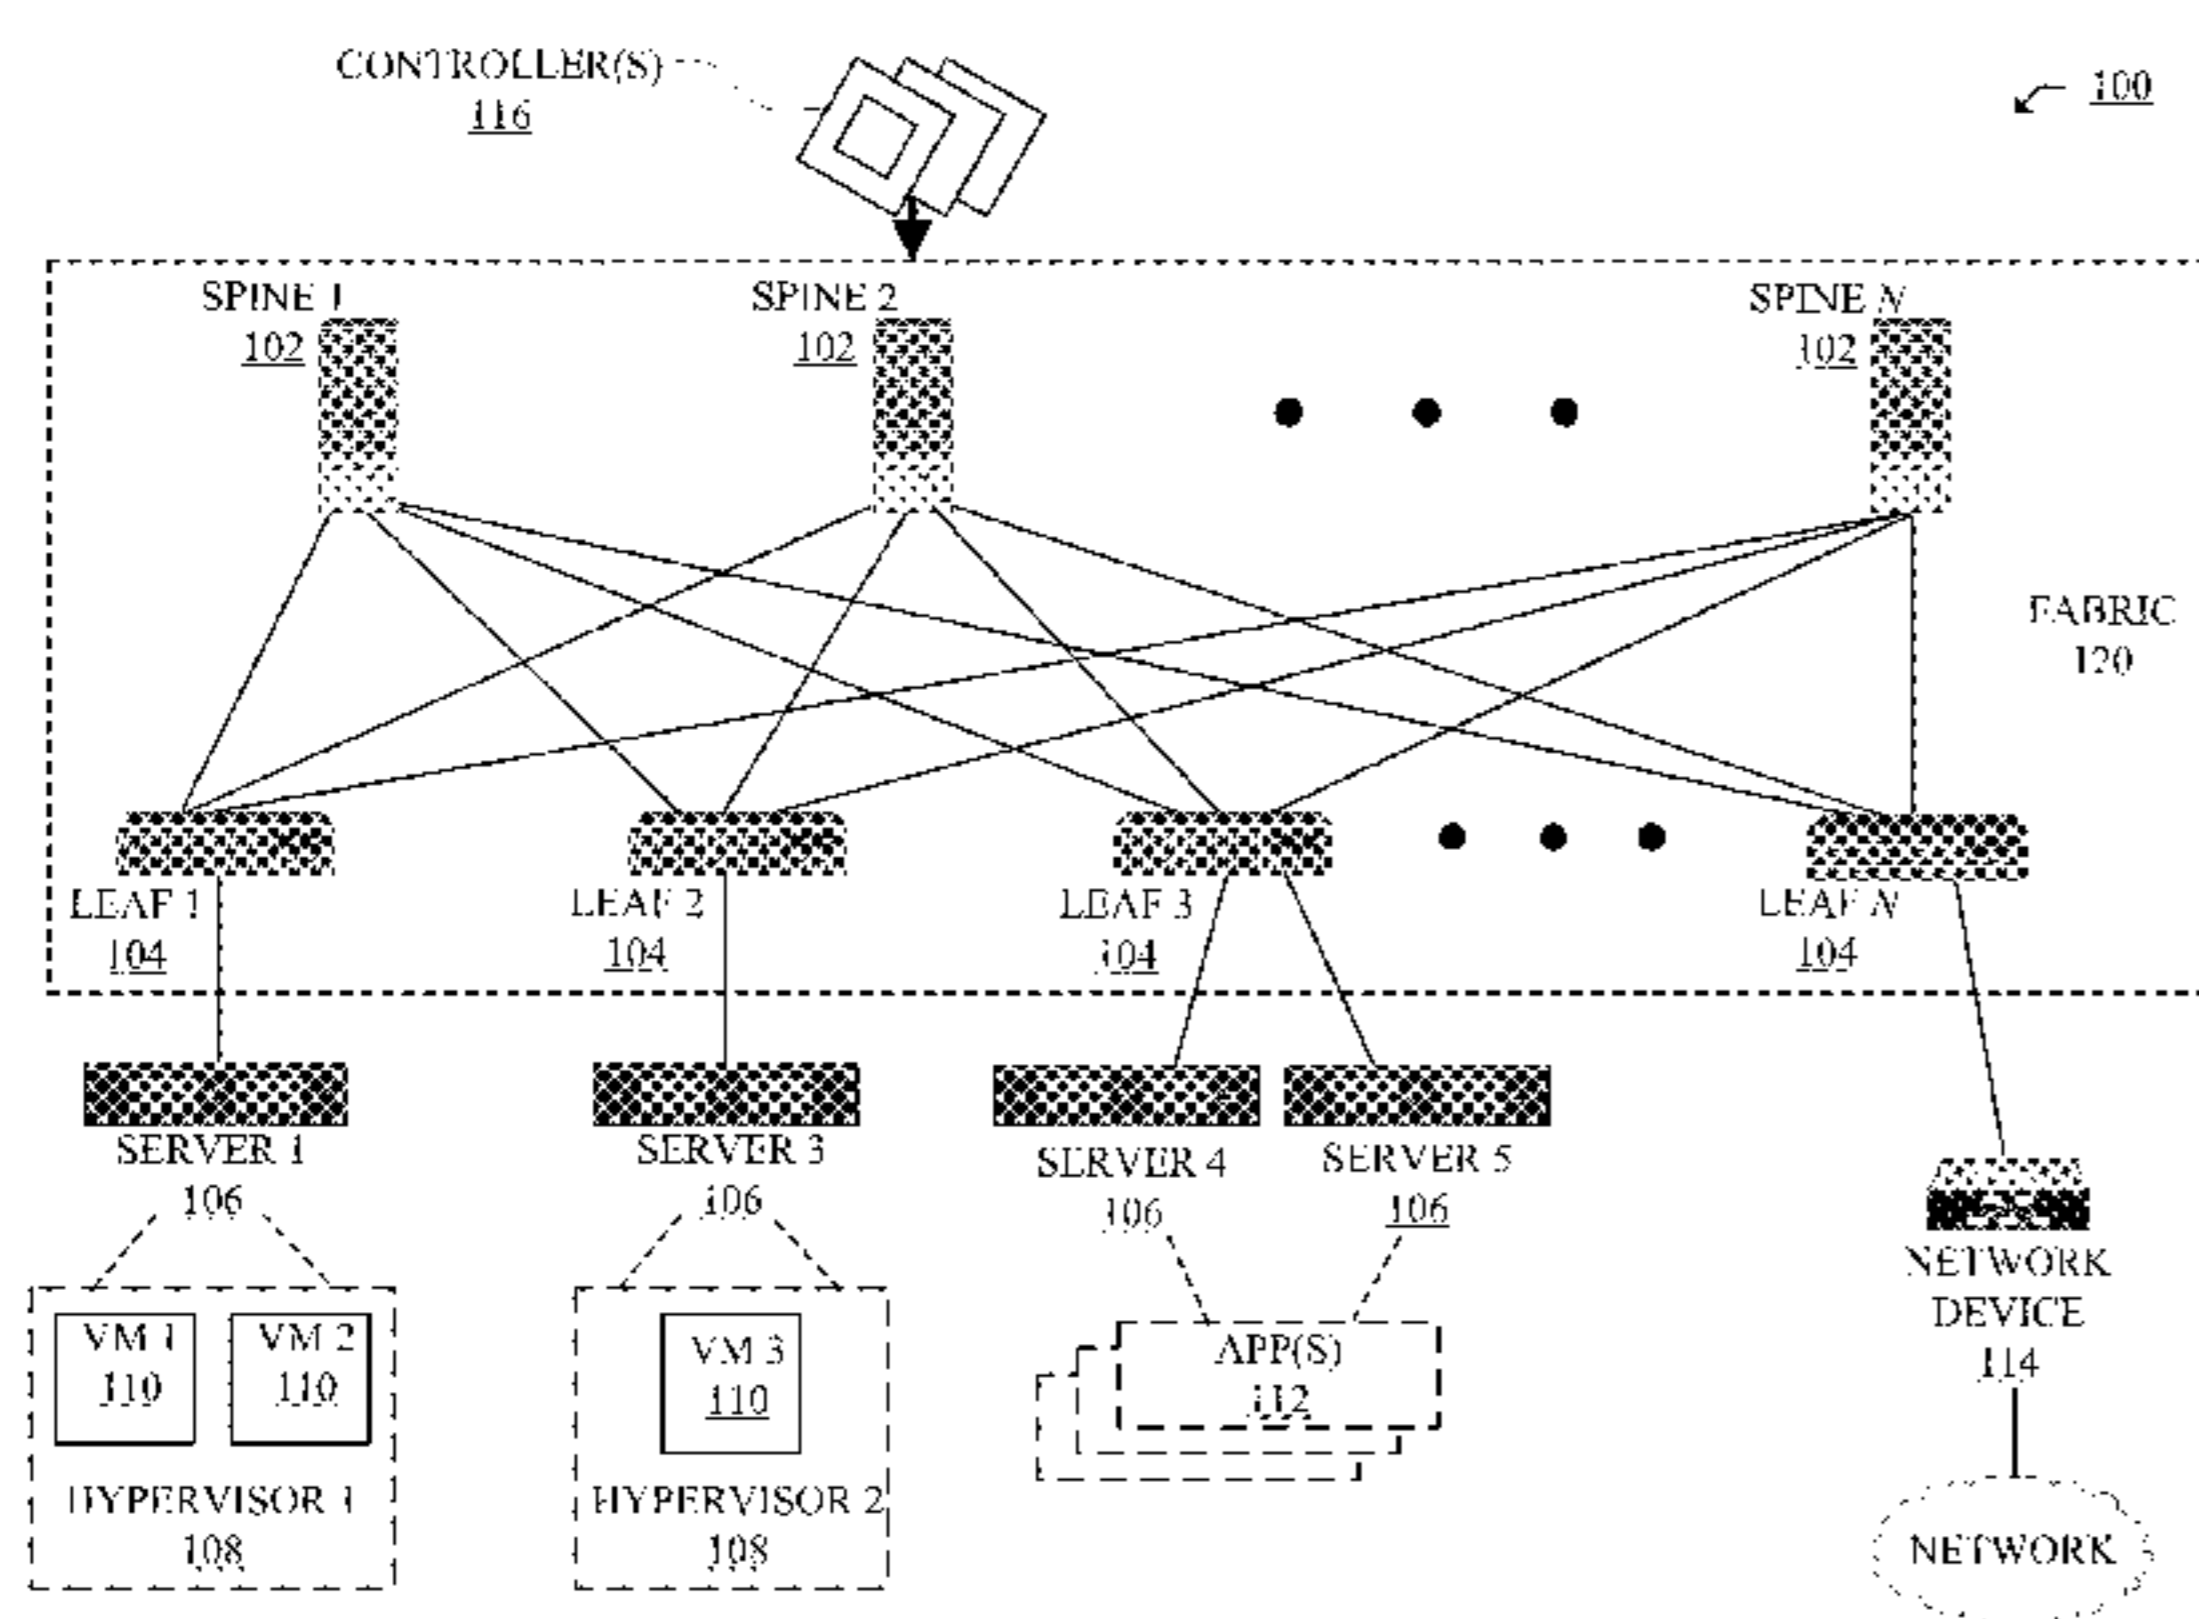 CONTROLLER(S)
116
100
SPINE 1
102
SPINE 2
102
SPINE N
102
FABRIC
120
LEAF 1
104
LEAF 2
104
LEAF 3
104
LEAF N
104
SERVER 1
106
SERVER 3
106
SERVER 4
106
SERVER 5
106
NETWORK
DEVICE
114
VM 1
110
VM 2
110
HYPERVISOR 1
108
VM 3
110
HYPERVISOR 2
108
APP(S)
112
NETWORK